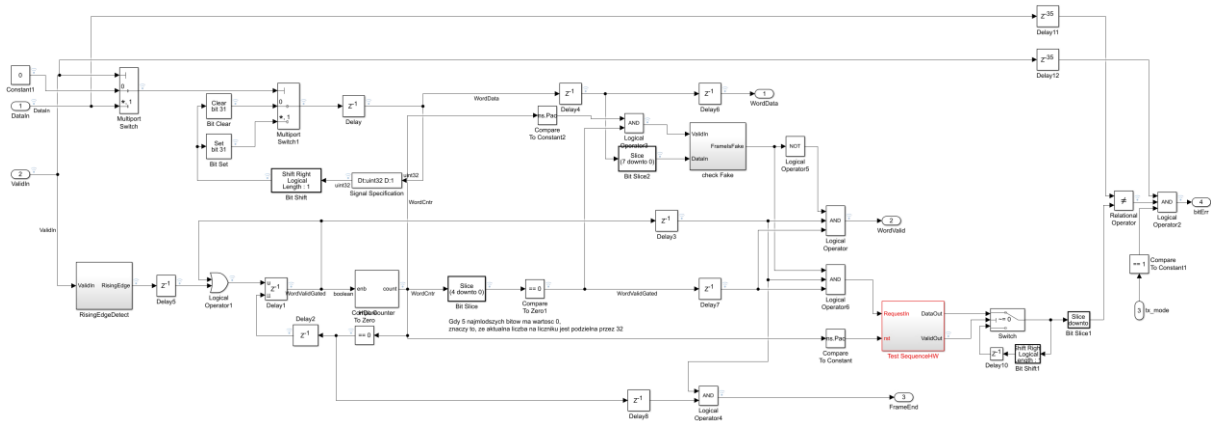 z-35
Delay11
z-35
Delay12
0
Constant1
1
DataIn
DataIn
0
*, 1
Multiport
Switch
Clear
bit 31
Bit Clear
Set
bit 31
Bit Set
0
*, 1
Multiport
Switch1
z-1
Delay
WordData
z-1
Delay4
z-1
Delay6
1
WordData
Compare
To Constant2
AND
Logical
Slice
(7 downto 0)
Bit Slice2
ValidIn
DataIn
FrameIsFake
check Fake
NOT
Logical
Operator5
2
ValidIn
Shift Right
Logical
Length : 1
Bit Shift
uint32
Dt:uint32 D:1
uint32
Signal Specification
WordCntr
ValidIn
z-1
Delay3
AND
Logical
Operator
2
WordValid
≠
Relational
Operator
AND
Logical
Operator2
4
bitErr
ValidIn
RisingEdge
RisingEdgeDetect
z-1
Delay5
Logical
Operator1
z-1
Delay1
WordValidGated
boolean
enb
count
To Zero
WordCntr
Slice
(4 downto 0)
Bit Slice
== 0
Compare
To Zero1
WordValidGated
z-1
Delay7
AND
Logical
Operator6
== 1
Compare
To Constant1
3
tx_mode
Gdy 5 najmlodszych bitow ma wartoso 0,
znaczy to, ze aktualna liczba na liczniku jest podzielna przez 32
z-1
Delay2
== 0
Compare
To Constant
RequestIn
rst
DataOut
ValidOut
Test SequenceHW
Switch
z-1
Delay10
Shift Right
Logical
Bit Shift1
Slice
Bit Slice1
z-1
Delay8
AND
Logical
Operator4
3
FrameEnd